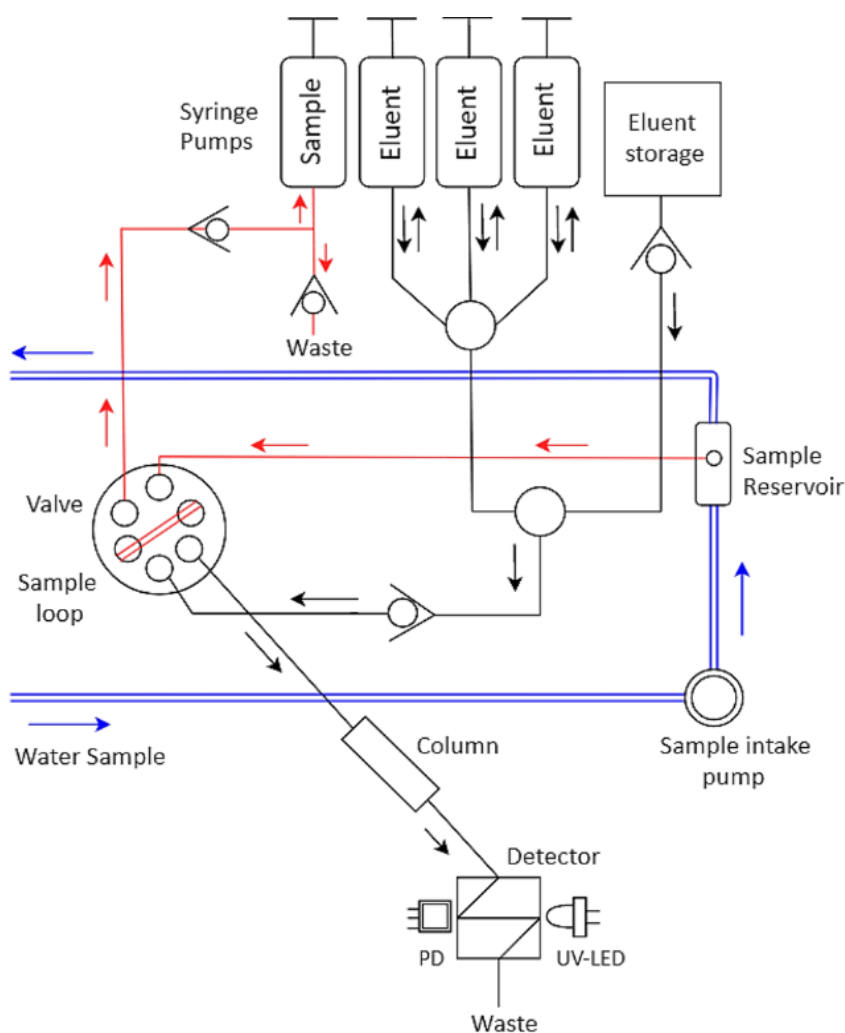 Syringe
Pumps
Sample
Eluent
Eluent
Eluent
Eluent
storage
Waste
Sample
Reservoir
Valve
Sample
loop
Water Sample
Column
Sample intake
pump
Detector
PD
UV-LED
Waste